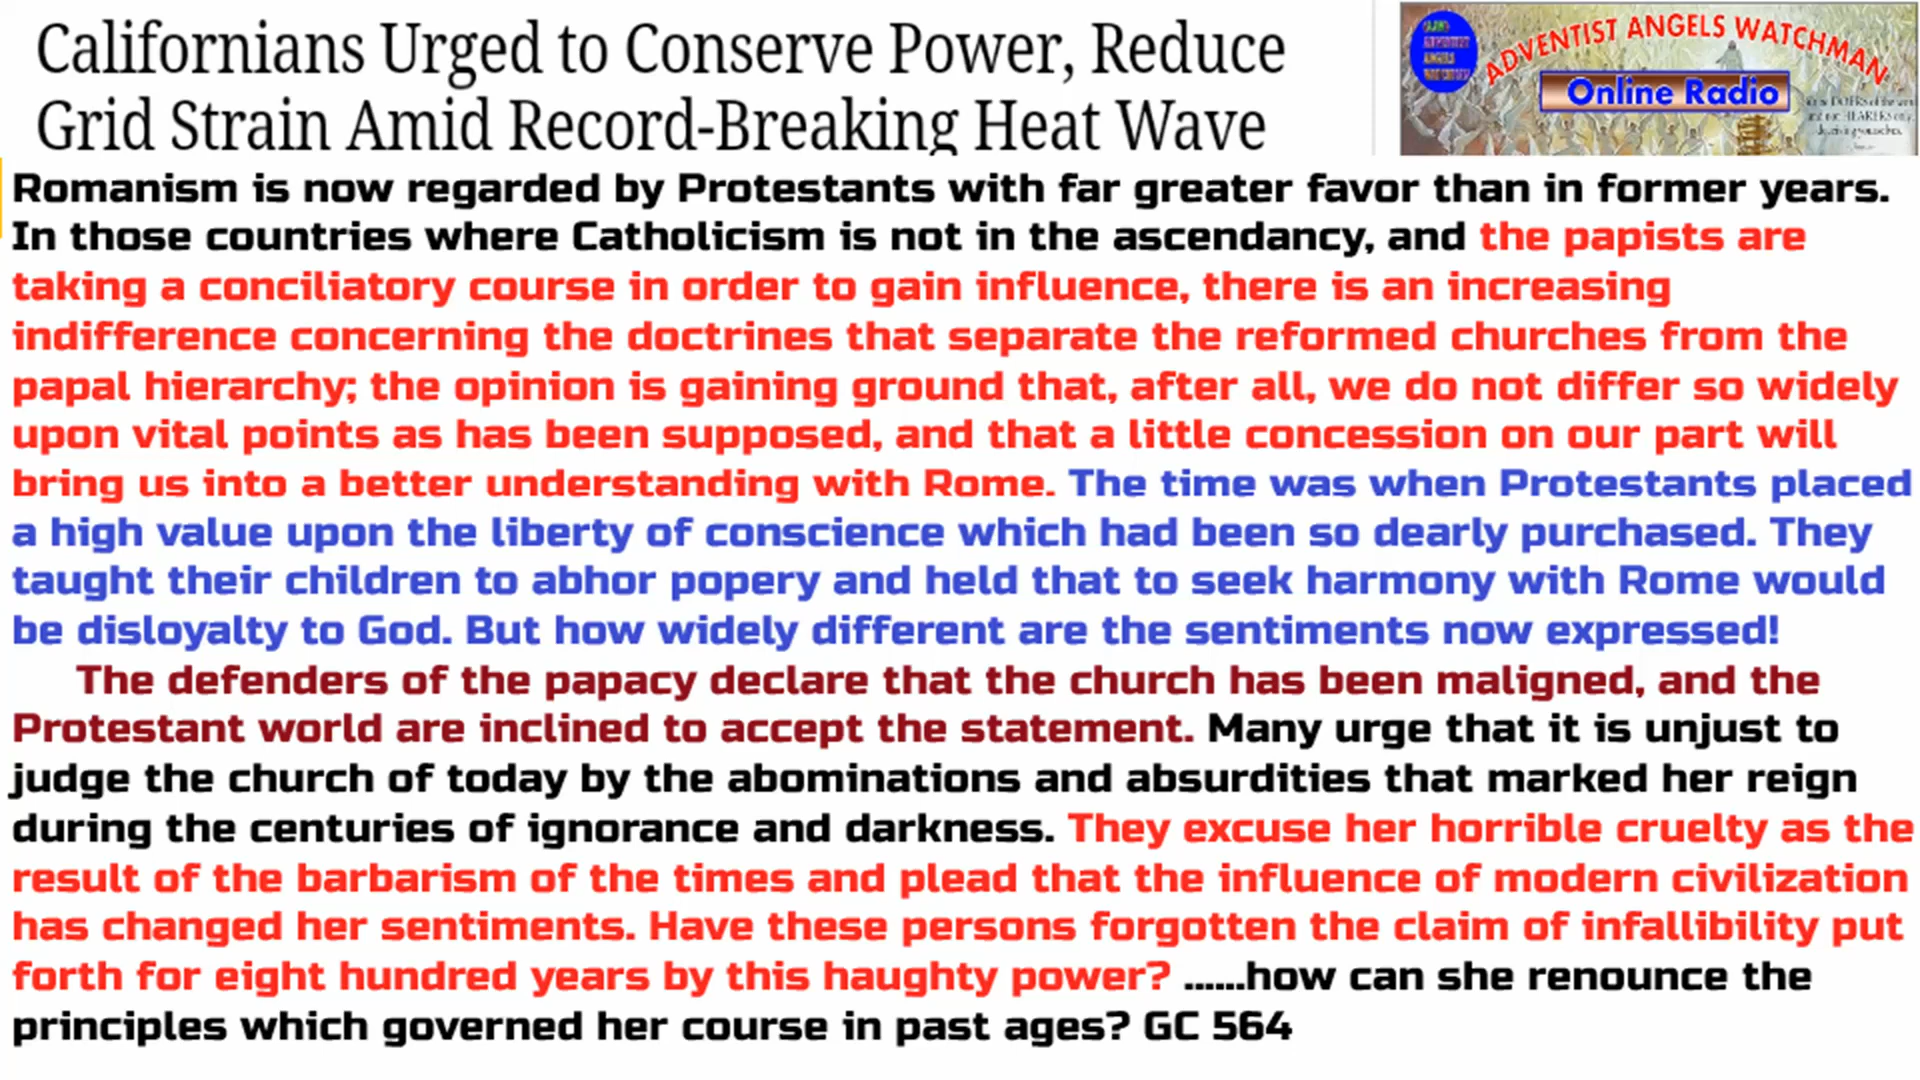 Californians Urged to Conserve Power, Reduce
Grid Strain Amid Record-Breaking Heat Wave
ADVENTIST ANGELS WATCHMAN
Online Radio
Romanism is now regarded by Protestants with far greater favor than in former years.
In those countries where Catholicism is not in the ascendancy, and the papists are
taking a conciliatory course in order to gain influence, there is an increasing
indifference concerning the doctrines that separate the reformed churches from the
papal hierarchy; the opinion is gaining ground that, after all, we do not differ so widely
upon vital points as has been supposed, and that a little concession on our part will
bring us into a better understanding with Rome. The time was when Protestants placed
a high value upon the liberty of conscience which had been so dearly purchased. They
taught their children to abhor popery and held that to seek harmony with Rome would
be disloyalty to God. But how widely different are the sentiments now expressed!
The defenders of the papacy declare that the church has been maligned, and the
Protestant world are inclined to accept the statement. Many urge that it is unjust to
judge the church of today by the abominations and absurdities that marked her reign
during the centuries of ignorance and darkness. They excuse her horrible cruelty as the
result of the barbarism of the times and plead that the influence of modern civilization
has changed her sentiments. Have these persons forgotten the claim of infallibility put
forth for eight hundred years by this haughty power? ......how can she renounce the
principles which governed her course in past ages? GC 564